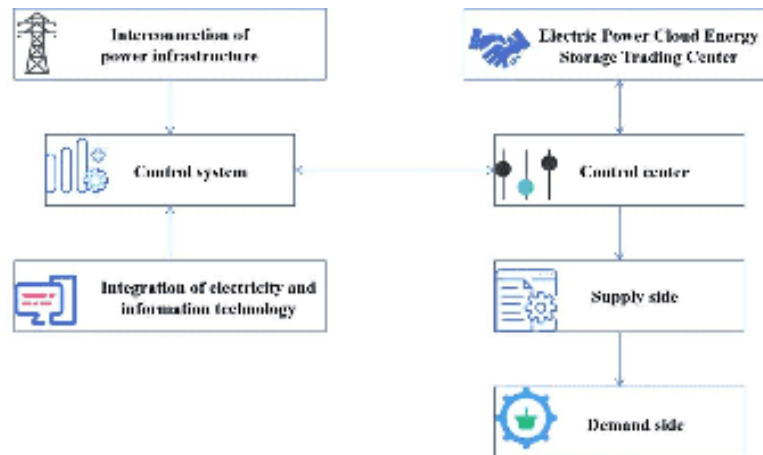 Interconnection of
power infrastructure
Electric Power Cloud Energy
Storage Trading Center
Control system
Control center
Integration of electricity and
information technology
Supply side
Demand side